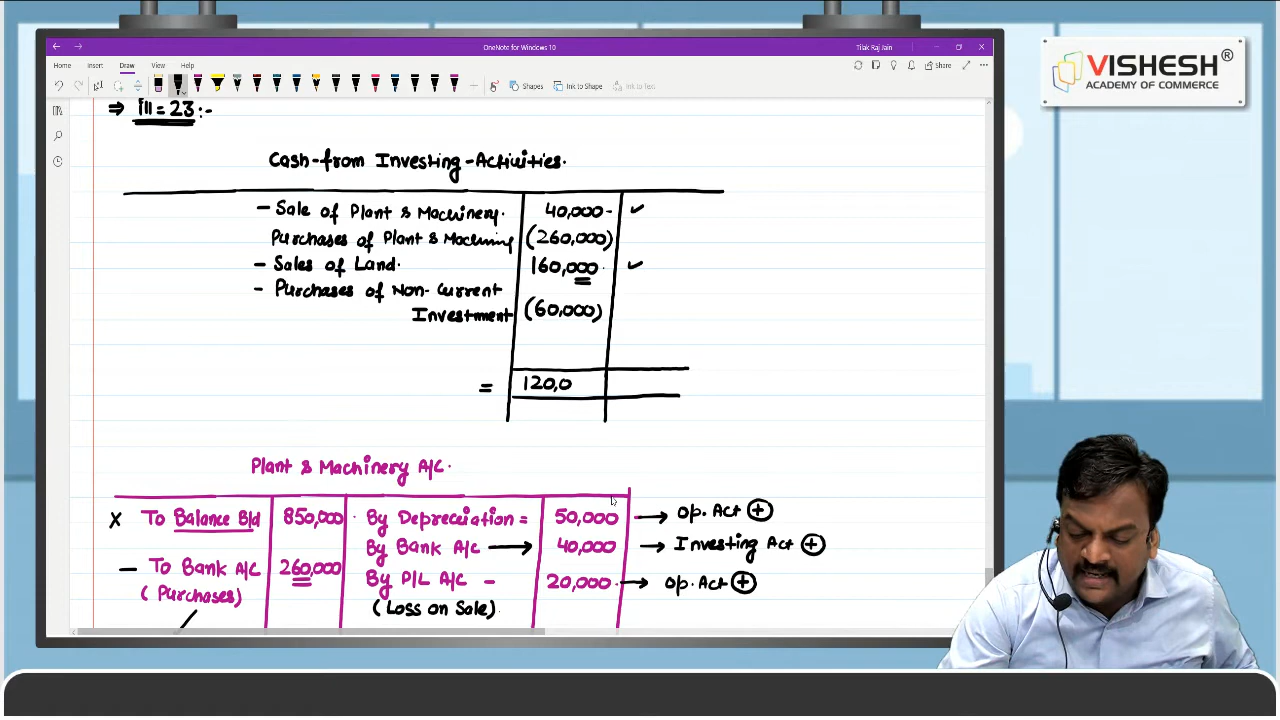 OneNote for Windows 10
Tilak Raj Jain
Home Insert Draw View Help
Share
Shapes
Ink to Shape
Ink to Text
VISHESH®
ACADEMY OF COMMERCE
⇒ ill = 23 :-
Cash-from Investing-Activities.
- Sale of Plant & Machinery. 40,000 - ✓
Purchases of Plant & Machinery (260,000)
- Sales of Land. 160,000 ✓
- Purchases of Non-Current
Investment (60,000)
= 120,0
Plant & Machinery A/C.
X To Balance B/d 850,000 By Depreciation = 50,000 → op. Act +
By Bank A/C → 40,000 → Investing Act +
- To Bank A/C 260,000
(Purchases)
By P/L A/C - 20,000 → op. Act +
(Loss on Sale)